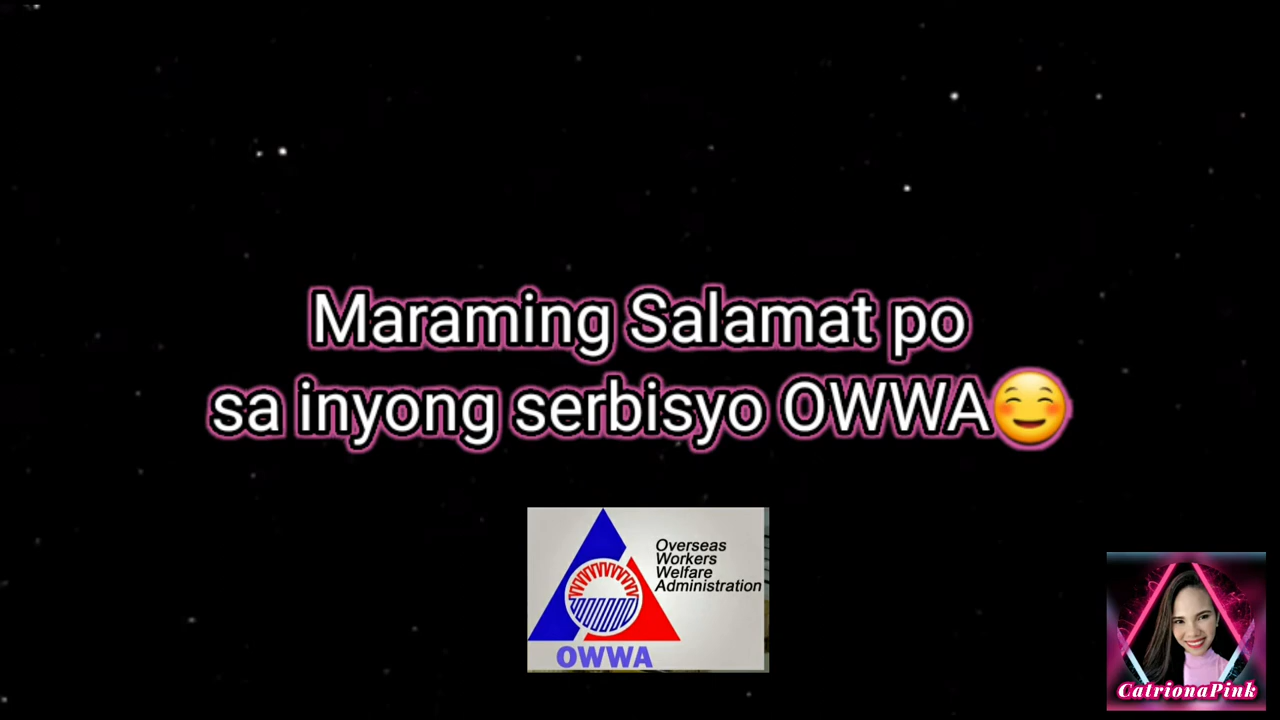 Maraming Salamat po
sa inyong serbisyo OWWA☺️
Overseas
Workers
Welfare
Administration
OWWA
CatrionaPink